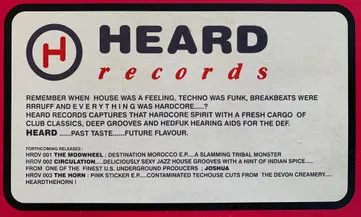 H
HEARD
records
REMEMBER WHEN HOUSE WAS A FEELING, TECHNO WAS FUNK, BREAKBEATS WERE
RRRUFF AND E V E R Y T H I N G WAS HARDCORE.....?
HEARD RECORDS CAPTURES THAT HARDCORE SPIRIT WITH A FRESH CARGO OF
CLUB CLASSICS, DEEP GROOVES AND HEDFUK HEARING AIDS FOR THE DEF.
HEARD ......PAST TASTE......FUTURE FLAVOUR.
FORTHCOMING RELEASES :
HRDV 001 THE MODWHEEL : DESTINATION MOROCCO E.P....A SLAMMING TRIBAL MONSTER
HRDV 002 CIRCULATION.....DELICIOUSLY SEXY JAZZ HOUSE GROOVES WITH A HINT OF INDIAN SPICE.....
FROM ONE OF THE FINEST U.S. UNDERGROUND PRODUCERS : JOSHUA
HRDV 003 THE HORN : PINK STICKER E.P.....CONTAMINATED TECHOUSE CUTS FROM THE DEVON CREAMERY....
HEARDTHEHORN !